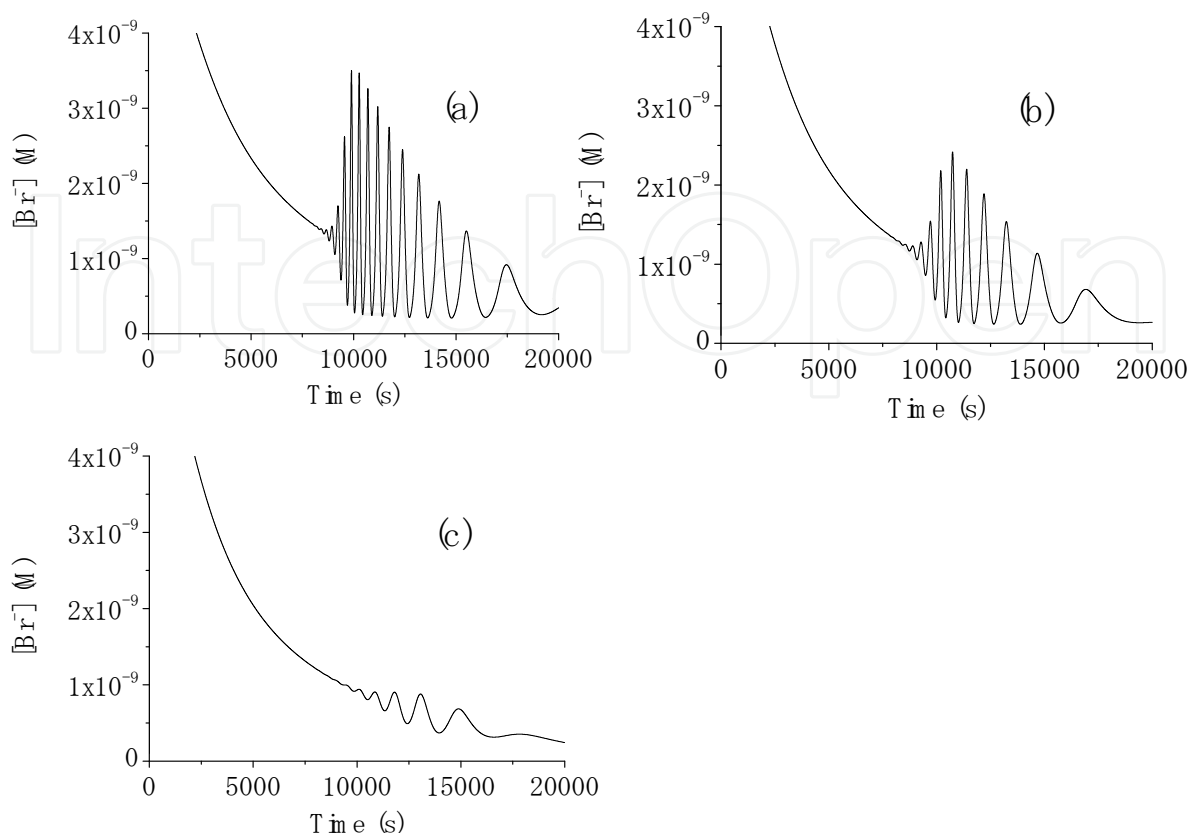 4x10⁻⁹
3x10⁻⁹
2x10⁻⁹
1x10⁻⁹
0
[Br⁻] (M)
(a)
0 5000 10000 15000 20000
Time (s)
4x10⁻⁹
3x10⁻⁹
2x10⁻⁹
1x10⁻⁹
0
[Br⁻] (M)
(b)
0 5000 10000 15000 20000
Time (s)
4x10⁻⁹
3x10⁻⁹
2x10⁻⁹
1x10⁻⁹
0
[Br⁻] (M)
(c)
0 5000 10000 15000 20000
Time (s)
IntechOpen